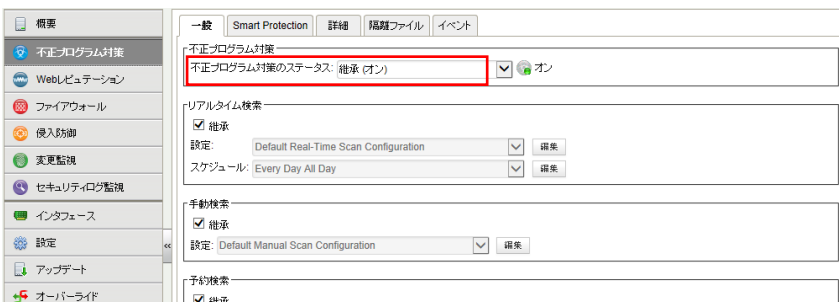 概要
不正プログラム対策
Webレピュテーション
ファイアウォール
侵入防御
変更監視
セキュリティログ監視
インタフェース
設定
アップデート
オーバーライド
«
一般 Smart Protection 詳細 隔離ファイル イベント
不正プログラム対策
不正プログラム対策のステータス: 継承 (オン) オン
リアルタイム検索
継承
設定: Default Real-Time Scan Configuration 編集
スケジュール: Every Day All Day 編集
手動検索
継承
設定: Default Manual Scan Configuration 編集
予約検索
継承